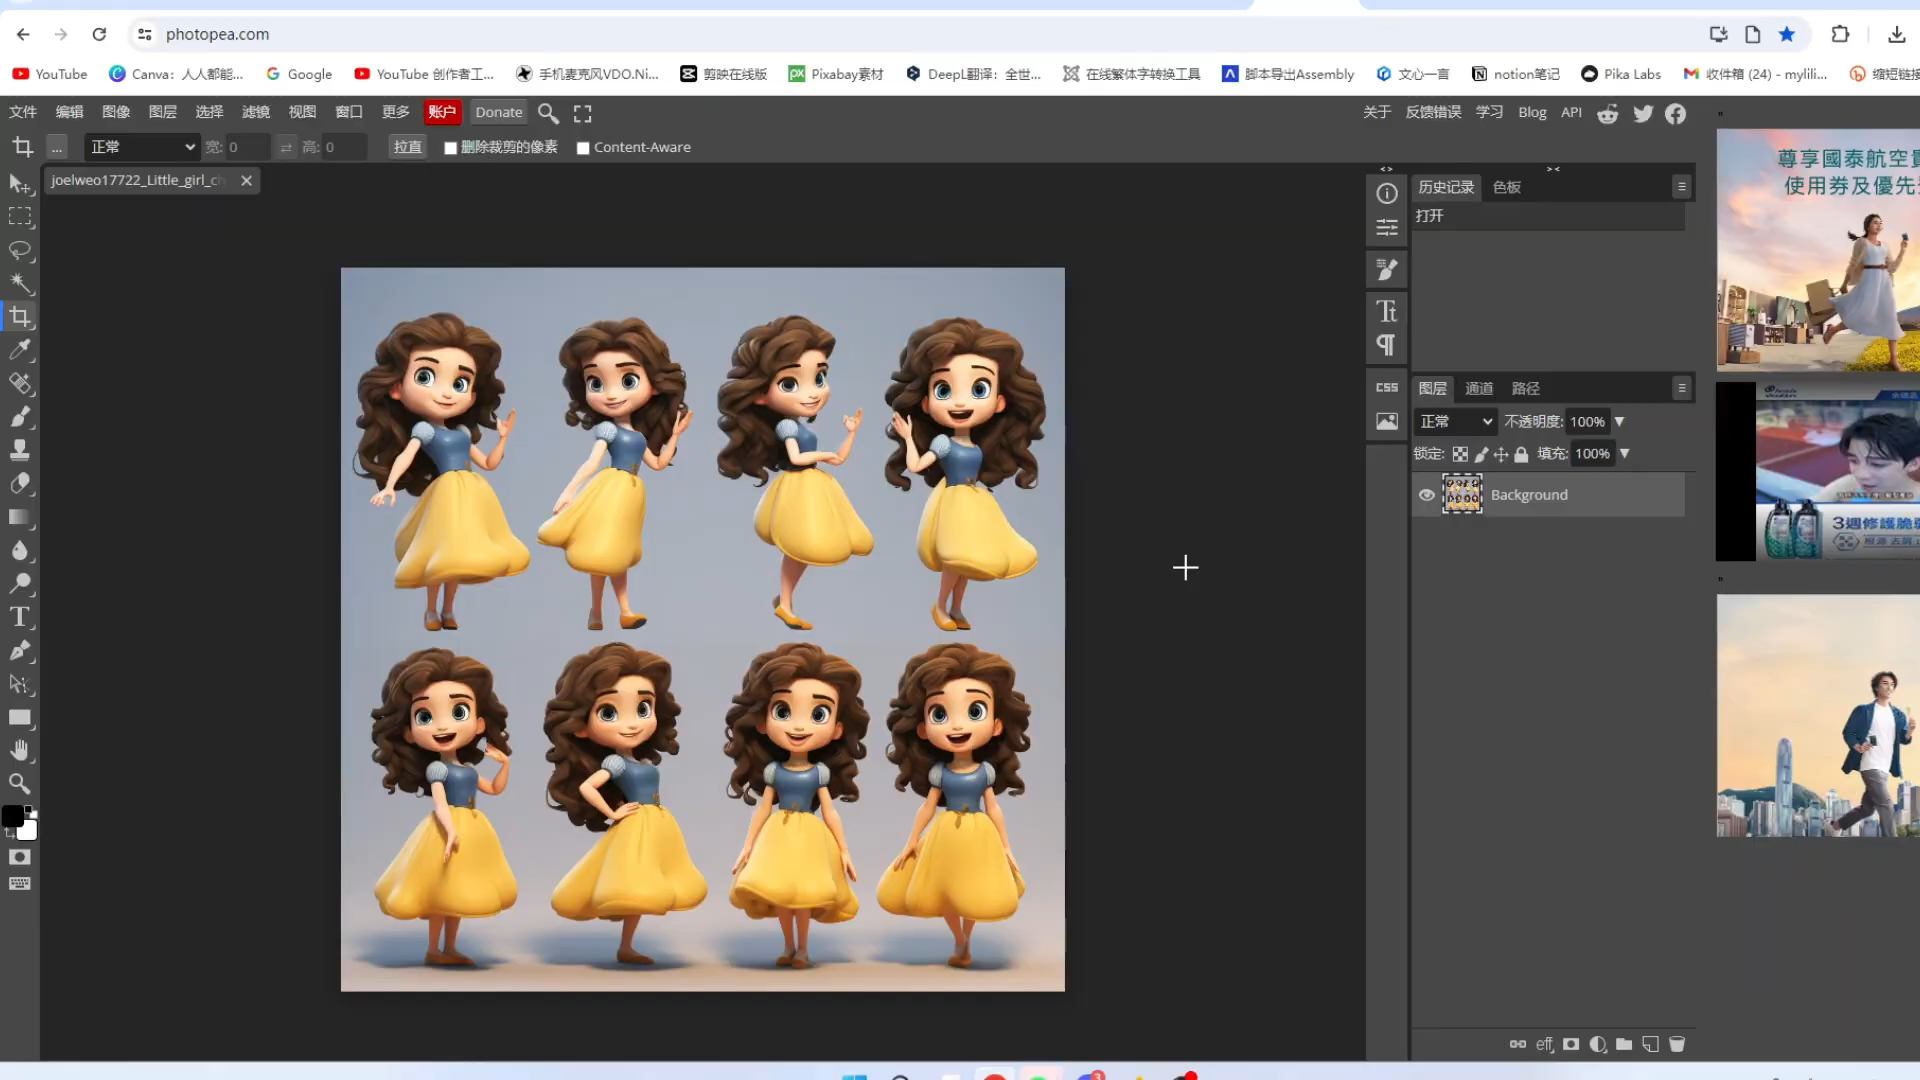 photopea.com
YouTube
Canva：人人都能...
Google
YouTube 创作者工...
手机麦克风VDO.Ni...
剪映在线版
Pixabay素材
DeepL翻译：全世...
在线繁体字转换工具
脚本导出Assembly
文心一言
notion笔记
Pika Labs
收件箱 (24) - mylili...
缩短链接
文件 编辑 图像 图层 选择 滤镜 视图 窗口 更多 账户 Donate
关于 反馈错误 学习 Blog API
... 正常 宽: 0 高: 0 拉直 删除裁剪的像素 Content-Aware
joelweo17722_Little_girl_ch
历史记录 色板
打开
CSS
图层 通道 路径
正常 不透明度: 100%
锁定: 填充: 100%
Background
eff
尊享國泰航空貴
使用券及優先
3週修護脆
3